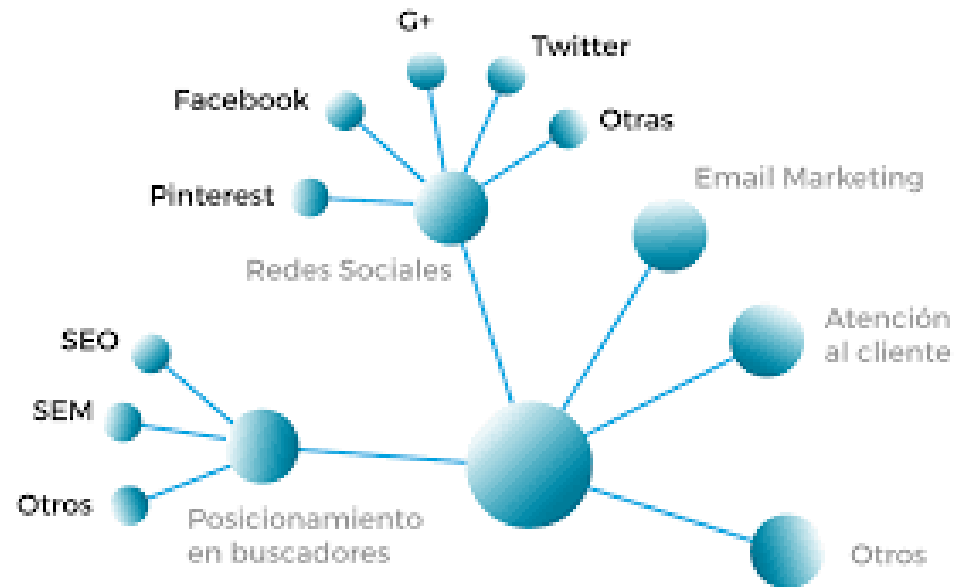 G+
Twitter
Facebook
Otras
Pinterest
Email Marketing
Redes Sociales
Atención
al cliente
SEO
SEM
Otros
Posicionamiento
en buscadores
Otros